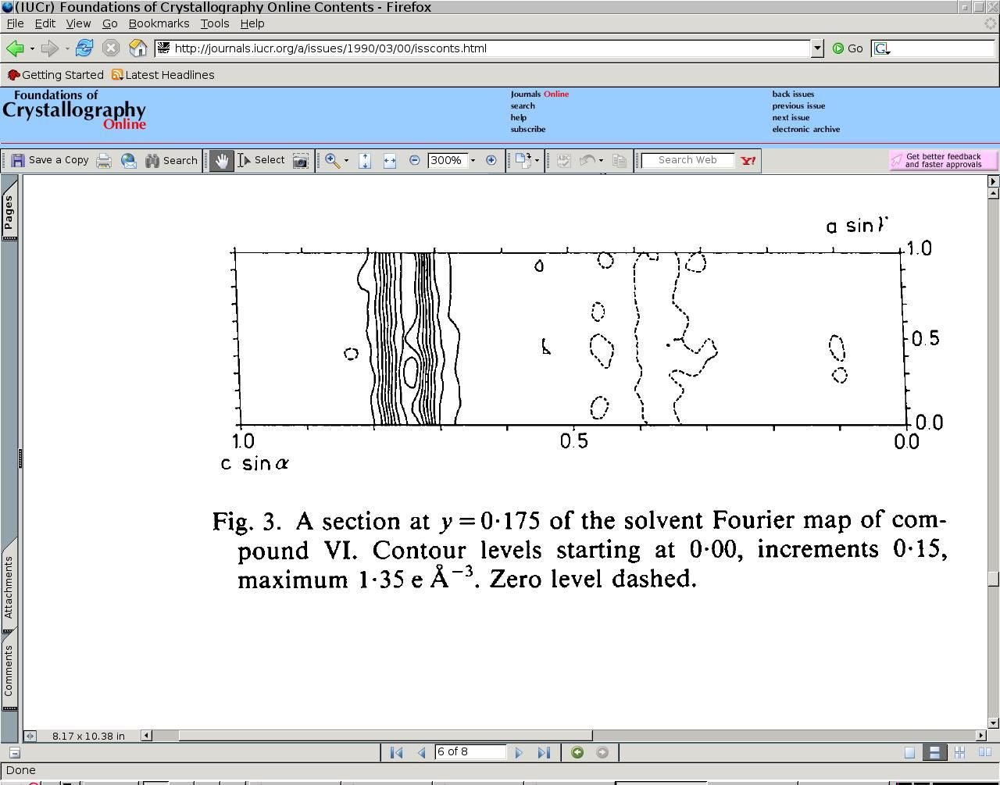 (IUCr) Foundations of Crystallography Online Contents - Firefox
File Edit View Go Bookmarks Tools Help
http://journals.iucr.org/a/issues/1990/03/00/issconts.html Go G
Getting Started Latest Headlines
Foundations of
Crystallography
Online
Journals Online
search
help
subscribe
back issues
previous issue
next issue
electronic archive
Save a Copy Search Select 300% Search Web Y!
Get better feedback
and faster approvals
Pages
Attachments
Comments
a sin γ
1.0
0.5
0.0
1.0 0.5 0.0
c sin α
Fig. 3. A section at y = 0·175 of the solvent Fourier map of com-
pound VI. Contour levels starting at 0·00, increments 0·15,
maximum 1·35 e Å⁻³. Zero level dashed.
8.17 x 10.38 in
6 of 8
Done